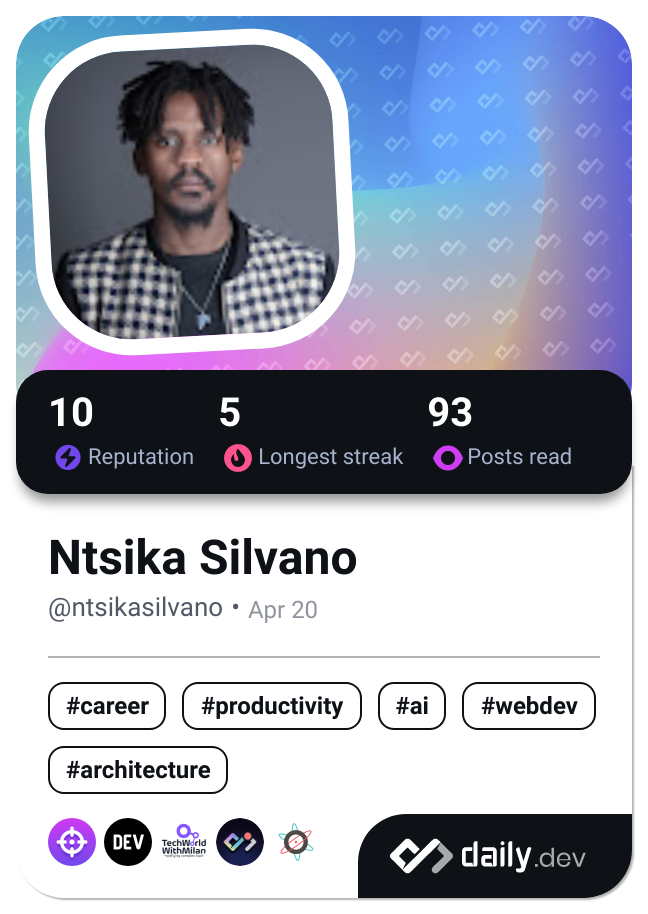 10 5 93
Reputation Longest streak Posts read
Ntsika Silvano
@ntsikasilvano • Apr 20
#career #productivity #ai #webdev
#architecture
DEV TechWorld
WithMilan
daily.dev